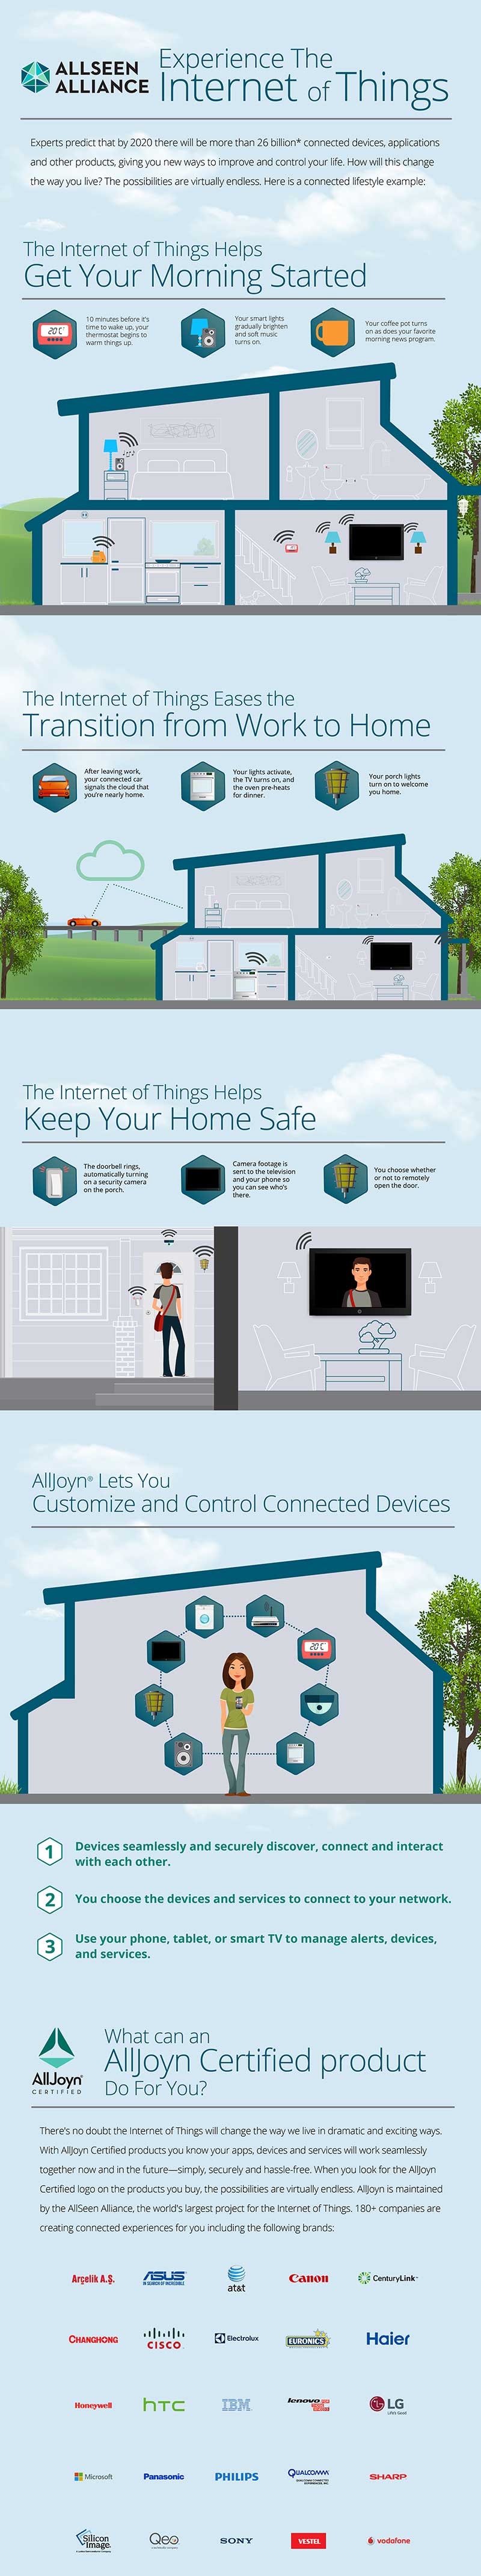 ALLSEEN
ALLIANCE
Experience The
Internet of Things
Experts predict that by 2020 there will be more than 26 billion* connected devices, applications
and other products, giving you new ways to improve and control your life. How will this change
the way you live? The possibilities are virtually endless. Here is a connected lifestyle example:
The Internet of Things Helps
Get Your Morning Started
20°C
10 minutes before it's
time to wake up, your
thermostat begins to
warm things up.
Your smart lights
gradually brighten
and soft music
turns on.
Your coffee pot turns
on as does your favorite
morning news program.
The Internet of Things Eases the
Transition from Work to Home
After leaving work,
your connected car
signals the cloud that
you're nearly home.
Your lights activate,
the TV turns on, and
the oven pre-heats
for dinner.
Your porch lights
turn on to welcome
you home.
The Internet of Things Helps
Keep Your Home Safe
The doorbell rings,
automatically turning
on a security camera
on the porch.
Camera footage is
sent to the television
and your phone so
you can see who's
there.
You choose whether
or not to remotely
open the door.
AllJoyn® Lets You
Customize and Control Connected Devices
20°C
1 Devices seamlessly and securely discover, connect and interact
with each other.
2 You choose the devices and services to connect to your network.
3 Use your phone, tablet, or smart TV to manage alerts, devices,
and services.
AllJoyn®
CERTIFIED
What can an
AllJoyn Certified product
Do For You?
There's no doubt the Internet of Things will change the way we live in dramatic and exciting ways.
With AllJoyn Certified products you know your apps, devices and services will work seamlessly
together now and in the future—simply, securely and hassle-free. When you look for the AllJoyn
Certified logo on the products you buy, the possibilities are virtually endless. AllJoyn is maintained
by the AllSeen Alliance, the world's largest project for the Internet of Things. 180+ companies are
creating connected experiences for you including the following brands:
Arçelik A.Ş.
ASUS
IN SEARCH OF INCREDIBLE
at&t
Canon
CenturyLink
CHANGHONG
CISCO
Electrolux
EURONICS
Haier
Honeywell
hTC
IBM
lenovo
LG
Life's Good
Microsoft
Panasonic
PHILIPS
QUALCOMM
SHARP
Silicon Image
Qeo
SONY
VESTEL
vodafone